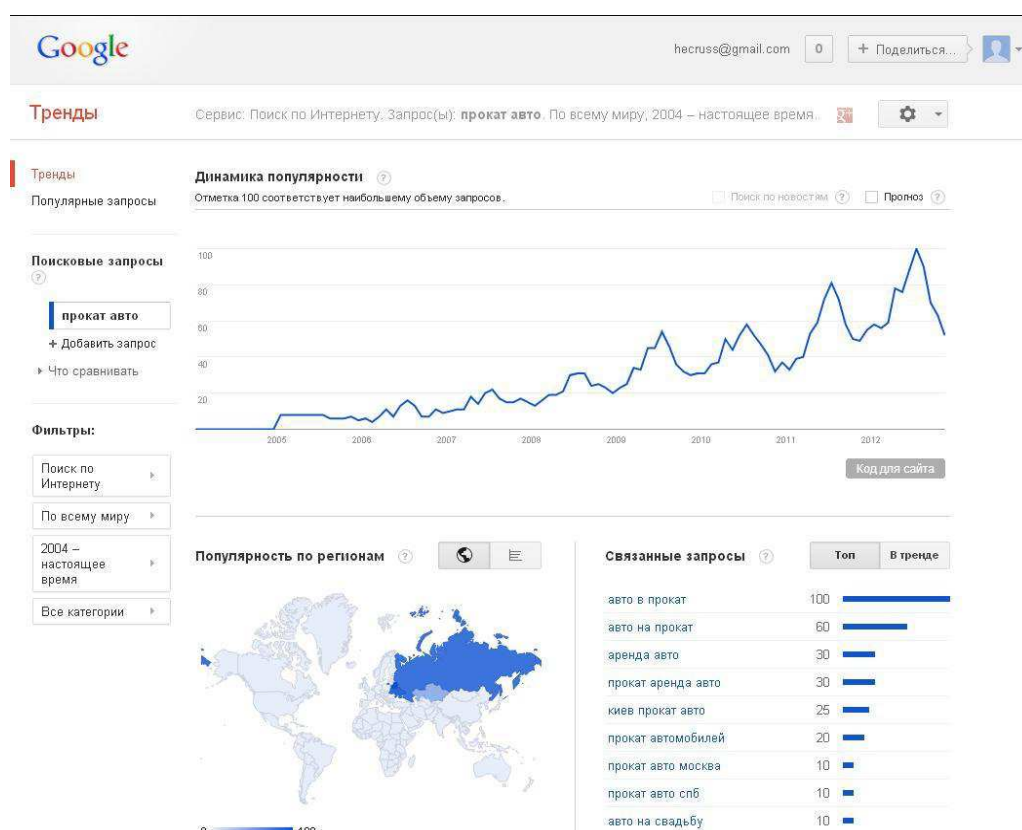 Google
hecruss@gmail.com
0
+ Поделиться...
Тренды
Сервис: Поиск по Интернету. Запрос(ы): прокат авто. По всему миру, 2004 – настоящее время.
Тренды
Популярные запросы
Динамика популярности ?
Отметка 100 соответствует наибольшему объему запросов.
Поиск по новостям ?
Прогноз ?
Поисковые запросы
?
прокат авто
+ Добавить запрос
Что сравнивать
100
80
60
40
20
2005 2006 2007 2008 2009 2010 2011 2012
Код для сайта
Фильтры:
Поиск по
Интернету
По всему миру
2004 –
настоящее
время
Все категории
Популярность по регионам ?
0 100
Связанные запросы ?
Топ
В тренде
авто в прокат 100
авто на прокат 60
аренда авто 30
прокат аренда авто 30
киев прокат авто 25
прокат автомобилей 20
прокат авто москва 10
прокат авто спб 10
авто на свадьбу 10